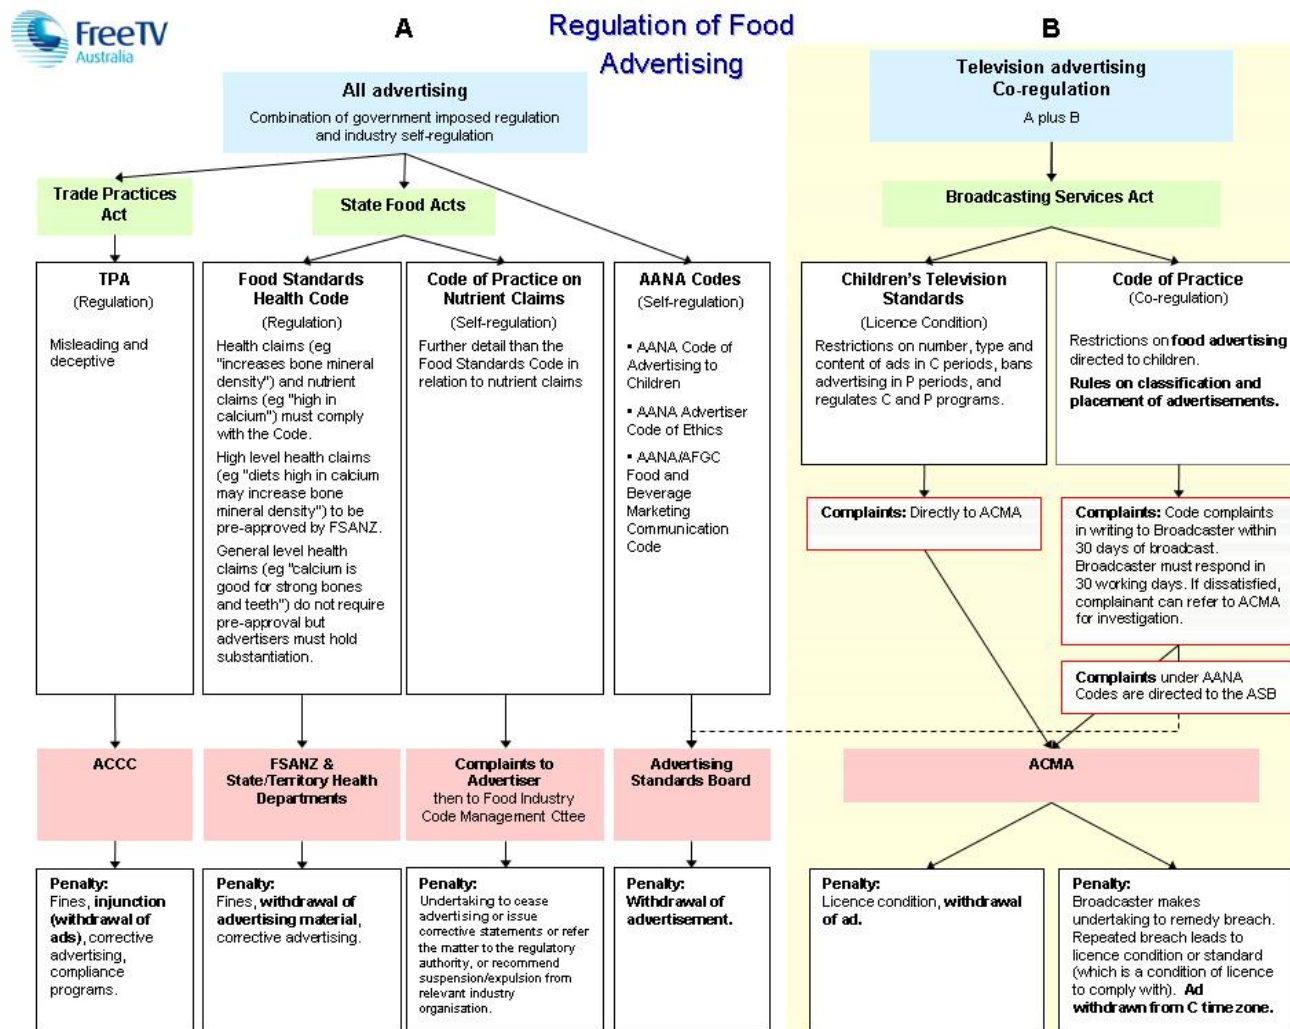 FreeTV
Australia
A
Regulation of Food
Advertising
B
All advertising
Combination of government imposed regulation
and industry self-regulation
Television advertising
Co-regulation
A plus B
Trade Practices
Act
State Food Acts
Broadcasting Services Act
TPA
(Regulation)
Misleading and
deceptive
Food Standards
Health Code
(Regulation)
Health claims (eg
"increases bone mineral
density") and nutrient
claims (eg "high in
calcium") must comply
with the Code.
High level health claims
(eg "diets high in calcium
may increase bone
mineral density") to be
pre-approved by FSANZ.
General level health
claims (eg "calcium is
good for strong bones
and teeth") do not require
pre-approval but
advertisers must hold
substantiation.
Code of Practice on
Nutrient Claims
(Self-regulation)
Further detail than the
Food Standards Code in
relation to nutrient claims
AANA Codes
(Self-regulation)
▪ AANA Code of
Advertising to
Children
▪ AANA Advertiser
Code of Ethics
▪ AANA/AFGC
Food and
Beverage
Marketing
Communication
Code
Children's Television
Standards
(Licence Condition)
Restrictions on number, type and
content of ads in C periods, bans
advertising in P periods, and
regulates C and P programs.
Code of Practice
(Co-regulation)
Restrictions on food advertising
directed to children.
Rules on classification and
placement of advertisements.
Complaints: Directly to ACMA
Complaints: Code complaints
in writing to Broadcaster within
30 days of broadcast.
Broadcaster must respond in
30 working days. If dissatisfied,
complainant can refer to ACMA
for investigation.
Complaints under AANA
Codes are directed to the ASB
ACCC
FSANZ &
State/Territory Health
Departments
Complaints to
Advertiser
then to Food Industry
Code Management Cttee
Advertising
Standards Board
ACMA
Penalty:
Fines, injunction
(withdrawal of
ads), corrective
advertising,
compliance
programs.
Penalty:
Fines, withdrawal of
advertising material,
corrective advertising.
Penalty:
Undertaking to cease
advertising or issue
corrective statements or refer
the matter to the regulatory
authority, or recommend
suspension/expulsion from
relevant industry
organisation.
Penalty:
Withdrawal of
advertisement.
Penalty:
Licence condition, withdrawal
of ad.
Penalty:
Broadcaster makes
undertaking to remedy breach.
Repeated breach leads to
licence condition or standard
(which is a condition of licence
to comply with). Ad
withdrawn from C time zone.